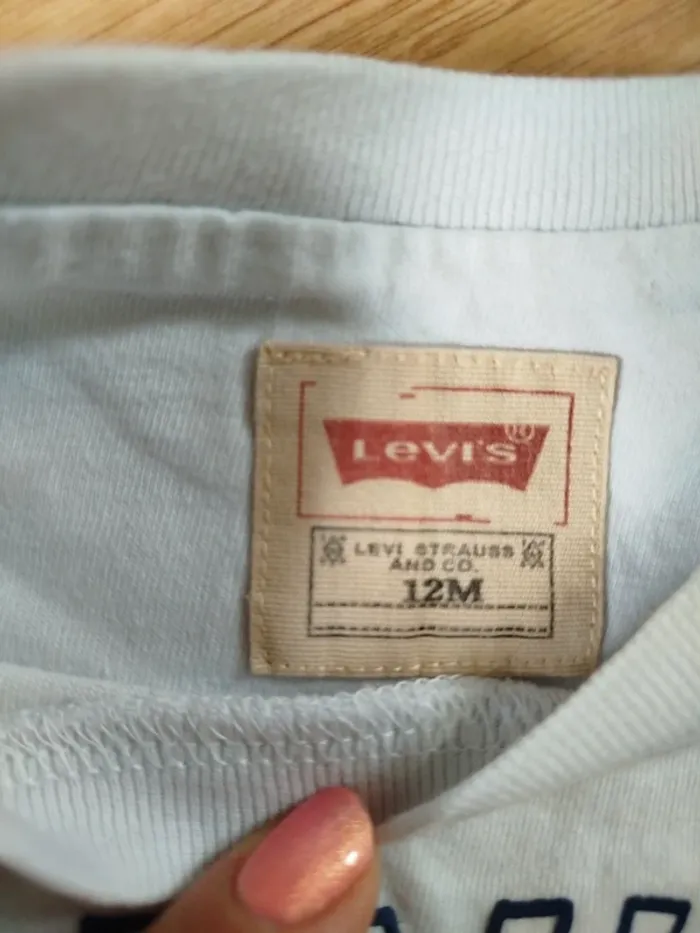 Levi's
LEVI STRAUSS
AND CO.
12M